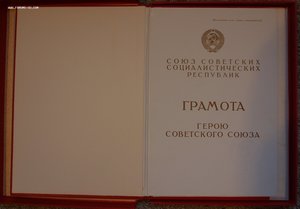 СОЮЗ СОВЕТСКИХ
СОЦИАЛИСТИЧЕСКИХ
РЕСПУБЛИК
ГРАМОТА
ГЕРОЮ
СОВЕТСКОГО СОЮЗА